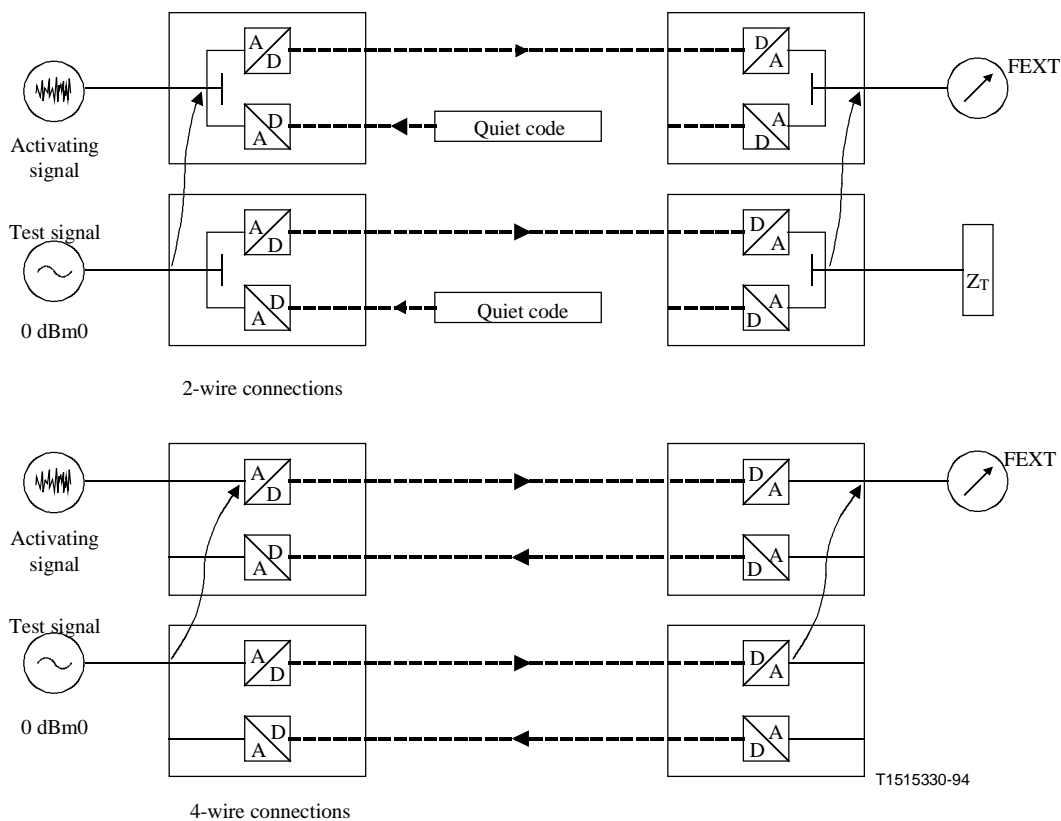 A
D
D
A
FEXT
Activating
signal
A
D
Quiet code
A
D
Test signal
A
D
D
A
0 dBm0
A
D
Quiet code
A
D
ZT
2-wire connections
A
D
D
A
FEXT
Activating
signal
A
D
D
A
Test signal
A
D
D
A
0 dBm0
A
D
D
A
T1515330-94
4-wire connections